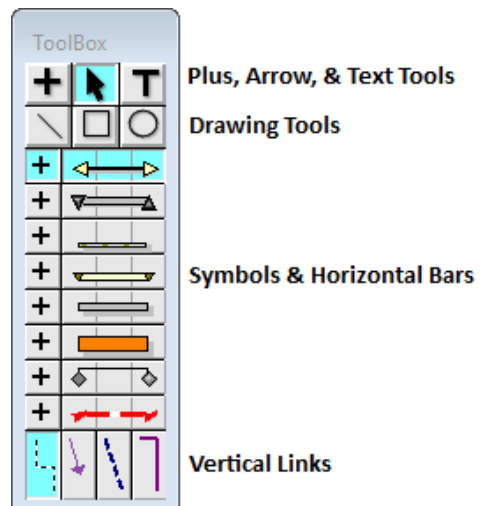 ToolBox
T
Plus, Arrow, & Text Tools
Drawing Tools
Symbols & Horizontal Bars
Vertical Links